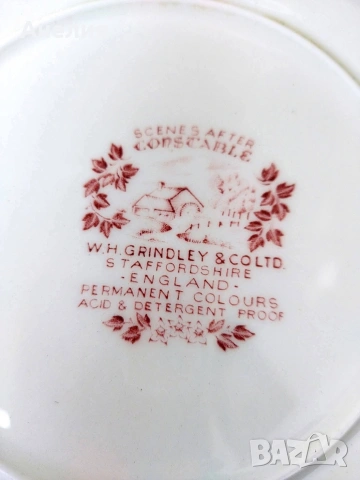 SCENES AFTER
CONSTABLE
W.H. GRINDLEY & CO LTD.
STAFFORDSHIRE
- ENGLAND -
PERMANENT COLOURS
ACID & DETERGENT PROOF
BAZAR